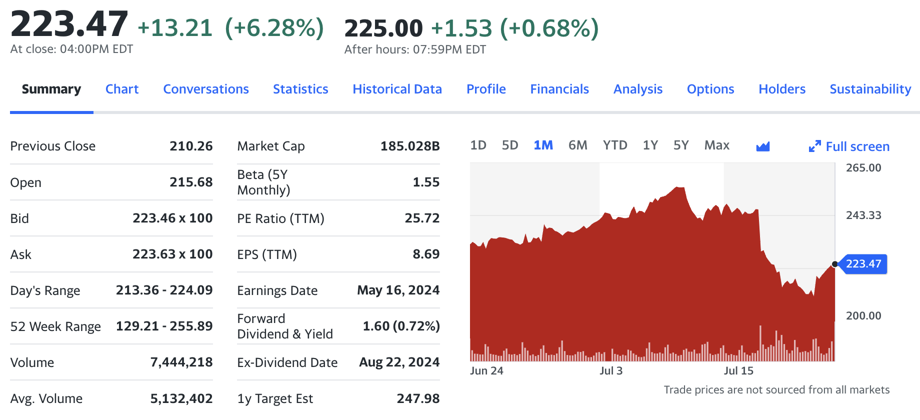 223.47 +13.21 (+6.28%) 225.00 +1.53 (+0.68%)
At close: 04:00PM EDT After hours: 07:59PM EDT
Summary Chart Conversations Statistics Historical Data Profile Financials Analysis Options Holders Sustainability
Previous Close 210.26
Open 215.68
Bid 223.46 x 100
Ask 223.63 x 100
Day's Range 213.36 - 224.09
52 Week Range 129.21 - 255.89
Volume 7,444,218
Avg. Volume 5,132,402
Market Cap 185.028B
Beta (5Y
Monthly) 1.55
PE Ratio (TTM) 25.72
EPS (TTM) 8.69
Earnings Date May 16, 2024
Forward
Dividend & Yield 1.60 (0.72%)
Ex-Dividend Date Aug 22, 2024
1y Target Est 247.98
1D 5D 1M 6M YTD 1Y 5Y Max Full screen
265.00
243.33
223.47
200.00
Jun 24 Jul 3 Jul 15
Trade prices are not sourced from all markets